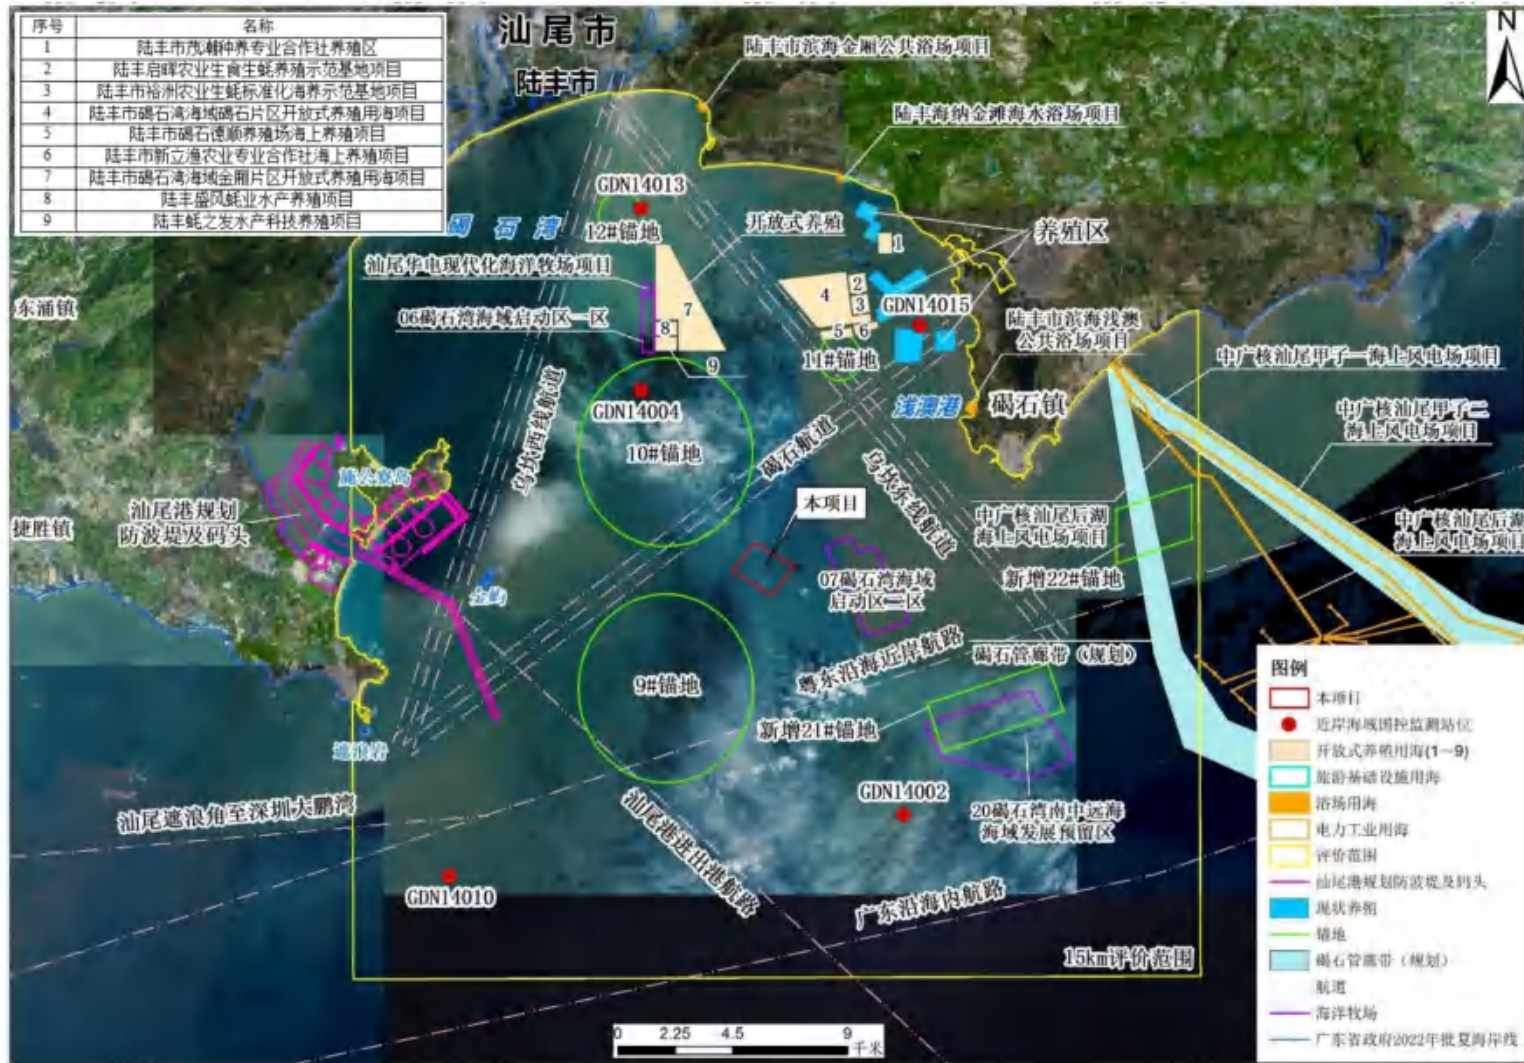 序号 名称
1 陆丰市茂潮种养专业合作社养殖区
2 陆丰启晖农业生食生蚝养殖示范基地项目
3 陆丰市裕洲农业生蚝标准化海养示范基地项目
4 陆丰市碣石湾海域碣石片区开放式养殖用海项目
5 陆丰市碣石德顺养殖场海上养殖项目
6 陆丰市新立渔农业专业合作社海上养殖项目
7 陆丰市碣石湾海域金厢片区开放式养殖用海项目
8 陆丰盛风蚝业水产养殖项目
9 陆丰蚝之发水产科技养殖项目
汕尾市
陆丰市
陆丰市滨海金厢公共浴场项目
陆丰海纳金滩海水浴场项目
N
GDN14013
12#锚地
碣石湾
开放式养殖
养殖区
1
汕尾华电现代化海洋牧场项目
06碣石湾海域启动区一区
7
8
9
4
2
3
5
6
GDN14015
11#锚地
陆丰市滨海浅澳
公共浴场项目
东涌镇
GDN14004
10#锚地
浅澳港
碣石镇
中广核汕尾甲子一海上风电场项目
中广核汕尾甲子二
海上风电场项目
乌坎西线航道
碣石航道
乌坎东线航道
施公寮岛
汕尾港规划
防波堤及码头
捷胜镇
本项目
中广核汕尾后湖
海上风电场项目
中广核汕尾后湖
海上风电场项目
新增22#锚地
07碣石湾海域
启动区二区
金屿
9#锚地
粤东沿海近岸航路
碣石管廊带（规划）
新增21#锚地
遮浪岩
汕尾遮浪角至深圳大鹏湾
汕尾港进出港航路
GDN14002
20碣石湾南中远海
海域发展预留区
GDN14010
广东沿海内航路
15km评价范围
0 2.25 4.5 9
千米
图例
本项目
近岸海域国控监测站位
开放式养殖用海(1~9)
旅游基础设施用海
浴场用海
电力工业用海
评价范围
汕尾港规划防波堤及码头
现状养殖
锚地
碣石管廊带（规划）
航道
海洋牧场
广东省政府2022年批复海岸线